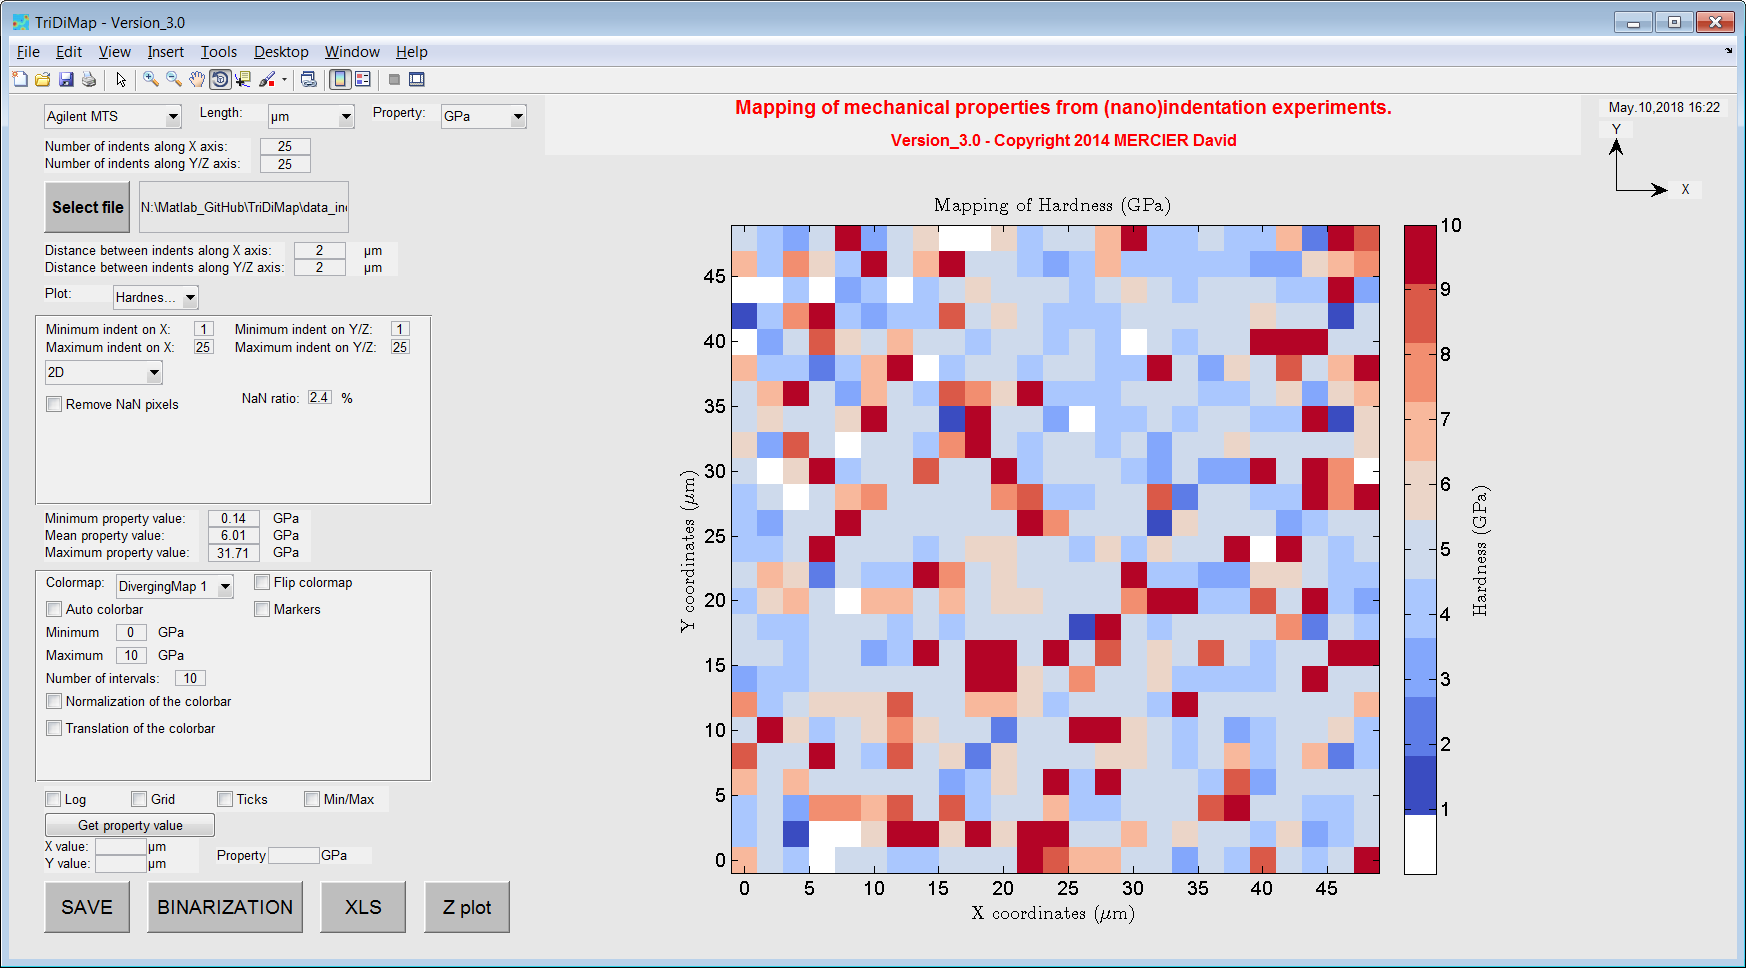 TriDiMap - Version_3.0
File Edit View Insert Tools Desktop Window Help
Agilent MTS Length: µm Property: GPa
Mapping of mechanical properties from (nano)indentation experiments.
Version_3.0 - Copyright 2014 MERCIER David
May.10,2018 16:22
Y
X
Number of indents along X axis: 25
Number of indents along Y/Z axis: 25
Select file N:\Matlab_GitHub\TriDiMap\data_in
Distance between indents along X axis: 2 µm
Distance between indents along Y/Z axis: 2 µm
Plot: Hardnes...
Minimum indent on X: 1 Minimum indent on Y/Z: 1
Maximum indent on X: 25 Maximum indent on Y/Z: 25
2D
Remove NaN pixels NaN ratio: 2.4 %
Minimum property value: 0.14 GPa
Mean property value: 6.01 GPa
Maximum property value: 31.71 GPa
Colormap: DivergingMap 1 Flip colormap
Auto colorbar Markers
Minimum 0 GPa
Maximum 10 GPa
Number of intervals: 10
Normalization of the colorbar
Translation of the colorbar
Log Grid Ticks Min/Max
Get property value
X value: µm
Y value: µm
Property GPa
SAVE BINARIZATION XLS Z plot
Mapping of Hardness (GPa)
Y coordinates (µm)
45
40
35
30
25
20
15
10
5
0
0 5 10 15 20 25 30 35 40 45
X coordinates (µm)
10
9
8
7
6
5
4
3
2
1
Hardness (GPa)